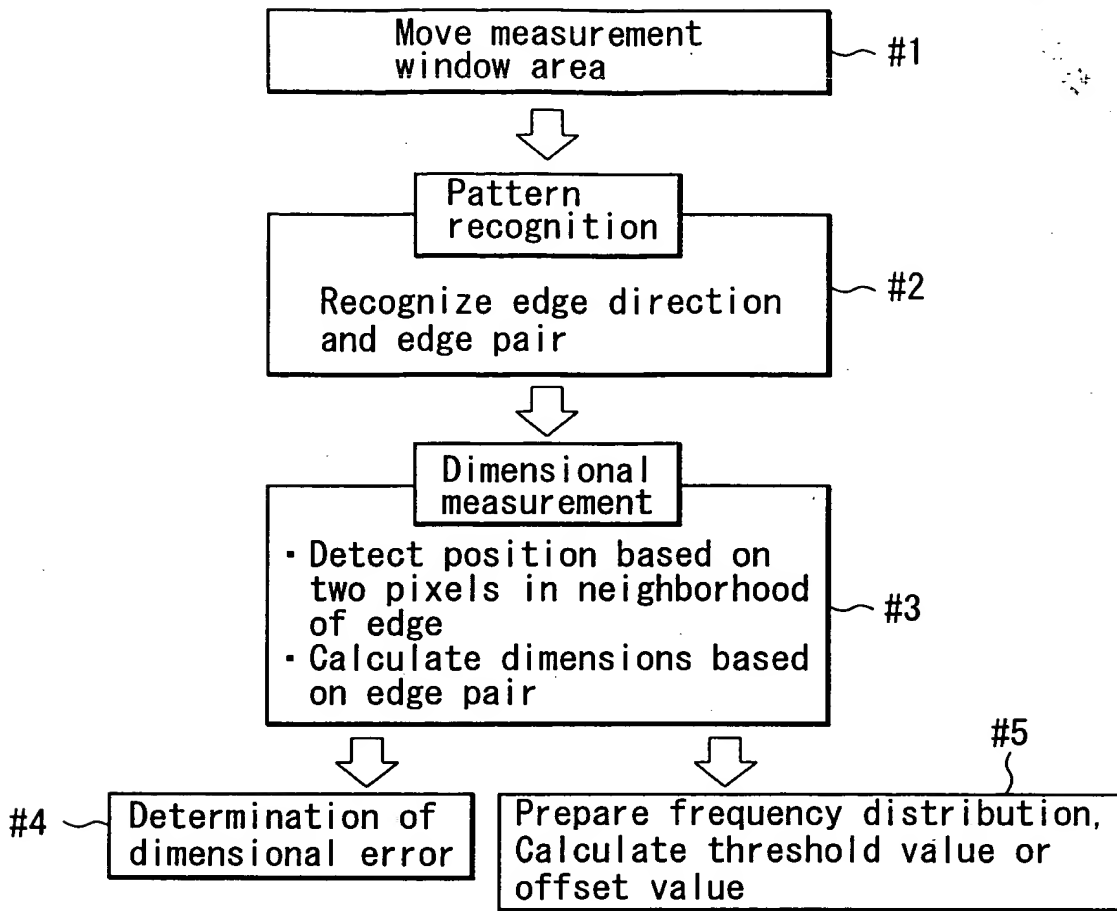 Move measurement
window area
#1
Pattern
recognition
Recognize edge direction
and edge pair
#2
Dimensional
measurement
・Detect position based on
two pixels in neighborhood
of edge
・Calculate dimensions based
on edge pair
#3
#4
Determination of
dimensional error
#5
Prepare frequency distribution,
Calculate threshold value or
offset value